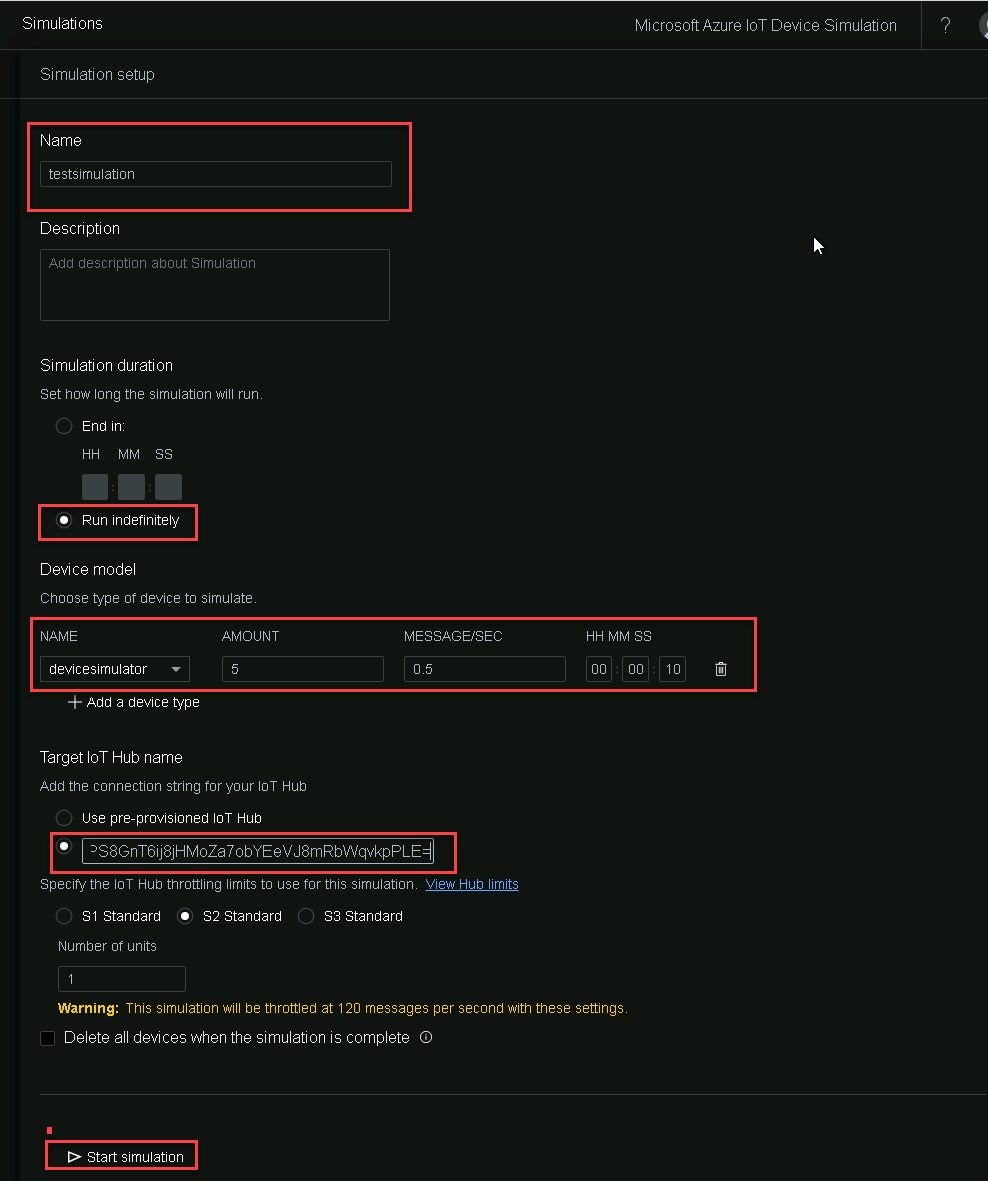 Simulations
Microsoft Azure IoT Device Simulation ?
Simulation setup
Name
testsimulation
Description
Add description about Simulation
Simulation duration
Set how long the simulation will run.
End in:
HH MM SS
: :
Run indefinitely
Device model
Choose type of device to simulate.
NAME AMOUNT MESSAGE/SEC HH MM SS
devicesimulator 5 0.5 00 : 00 : 10
Add a device type
Target IoT Hub name
Add the connection string for your IoT Hub
Use pre-provisioned IoT Hub
PS8GnT6ij8jHMoZa7obYEeVJ8mRbWqvkpPLE=
Specify the IoT Hub throttling limits to use for this simulation. View Hub limits
S1 Standard S2 Standard S3 Standard
Number of units
1
Warning: This simulation will be throttled at 120 messages per second with these settings.
Delete all devices when the simulation is complete
Start simulation